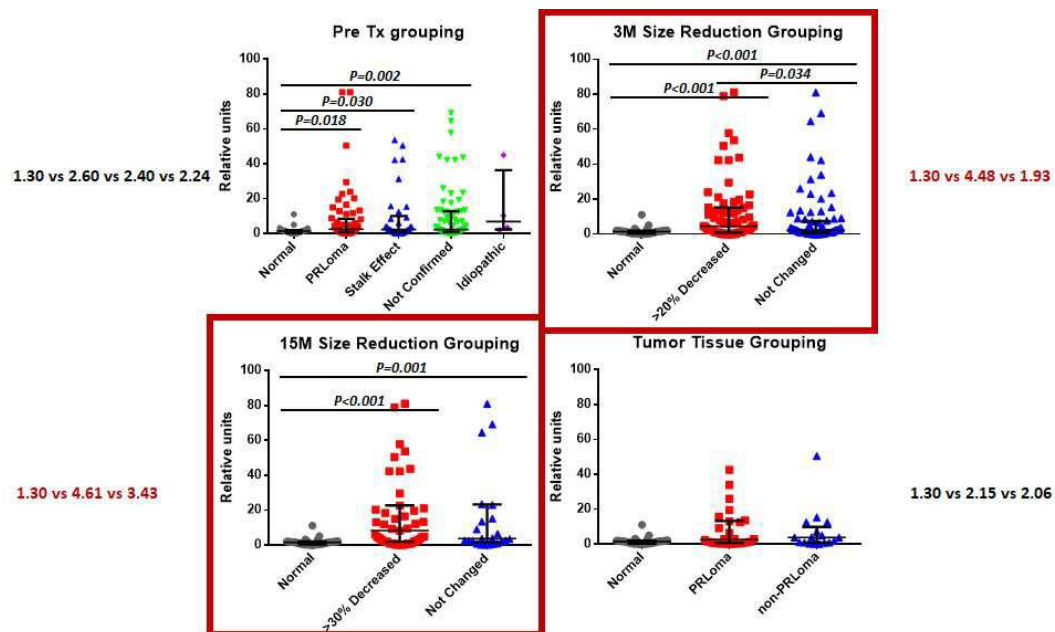 Pre Tx grouping
P=0.002
P=0.030
P=0.018
Relative units
100
80
60
40
20
0
Normal
PRLoma
Stalk Effect
Not Confirmed
Idiopathic
1.30 vs 2.60 vs 2.40 vs 2.24
3M Size Reduction Grouping
P<0.001
P=0.034
P<0.001
Relative units
100
80
60
40
20
0
Normal
>20% Decreased
Not Changed
1.30 vs 4.48 vs 1.93
15M Size Reduction Grouping
P=0.001
P<0.001
Relative units
100
80
60
40
20
0
Normal
>30% Decreased
Not Changed
1.30 vs 4.61 vs 3.43
Tumor Tissue Grouping
Relative units
100
80
60
40
20
0
Normal
PRLoma
non-PRLoma
1.30 vs 2.15 vs 2.06